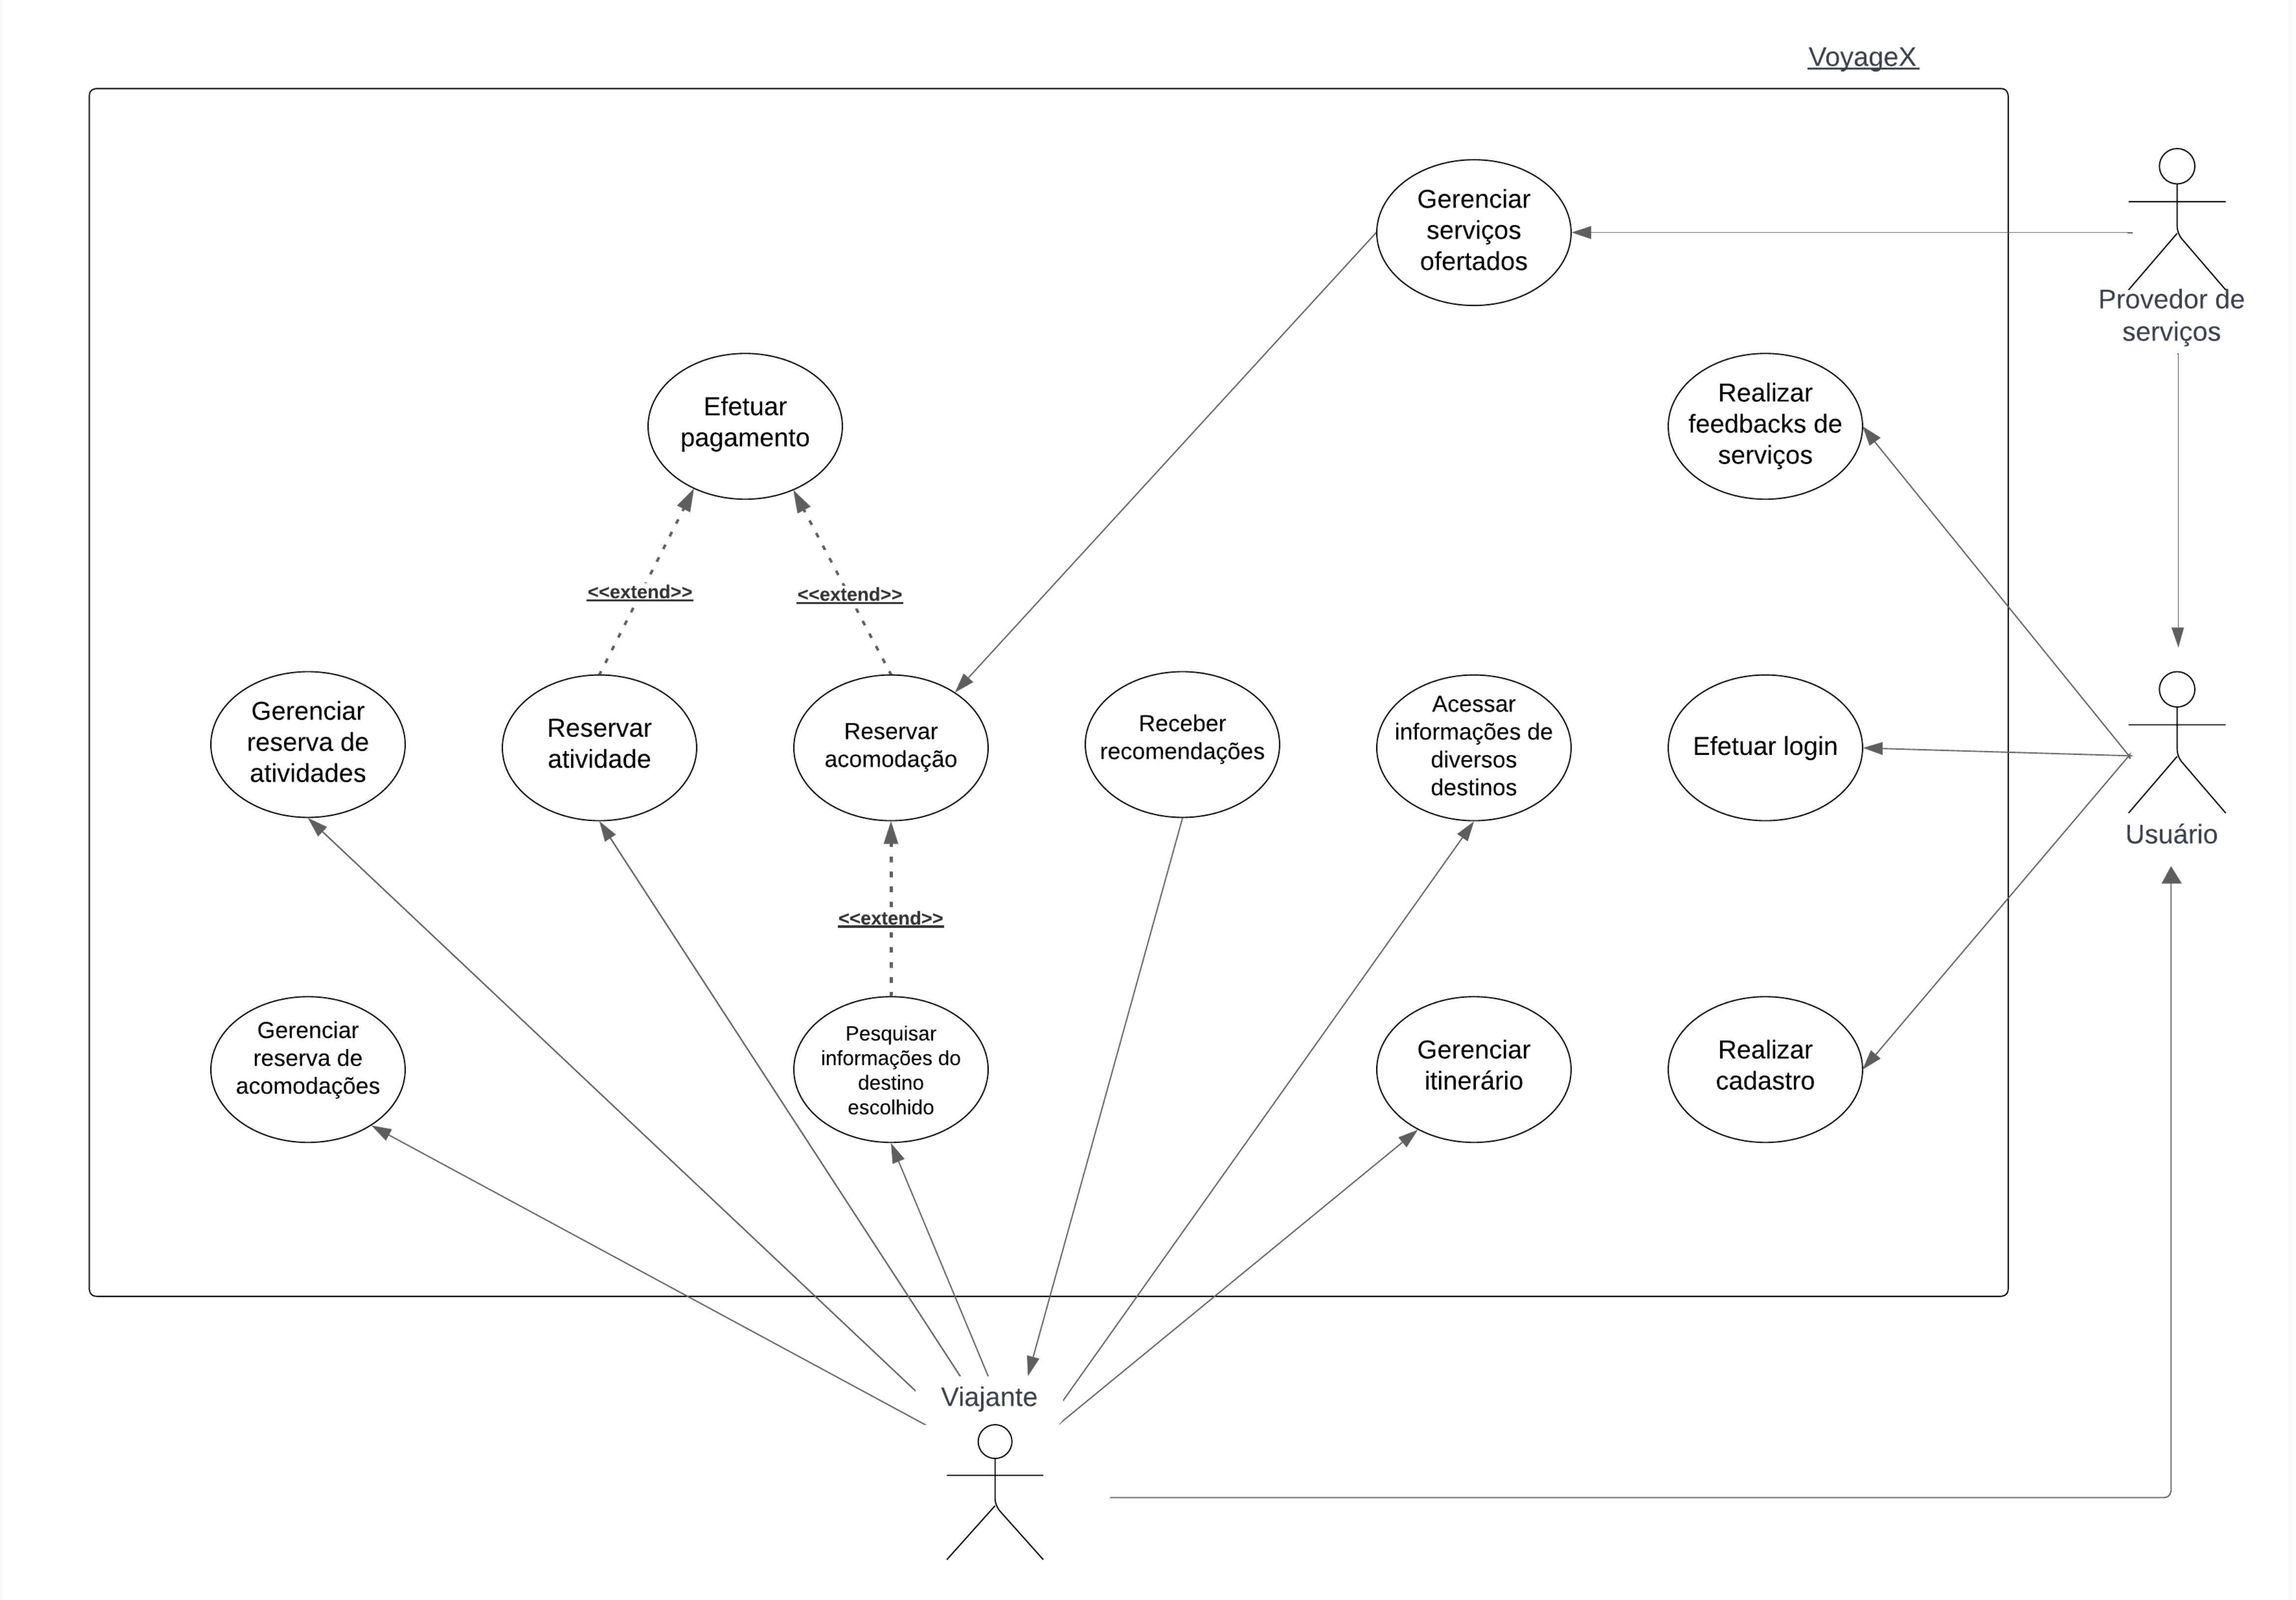 VoyageX
Gerenciar
serviços
ofertados
Provedor de
serviços
Efetuar
pagamento
Realizar
feedbacks de
serviços
<<extend>>
<<extend>>
Gerenciar
reserva de
atividades
Reservar
atividade
Reservar
acomodação
Receber
recomendações
Acessar
informações de
diversos
destinos
Efetuar login
Usuário
<<extend>>
Gerenciar
reserva de
acomodações
Pesquisar
informações do
destino
escolhido
Gerenciar
itinerário
Realizar
cadastro
Viajante